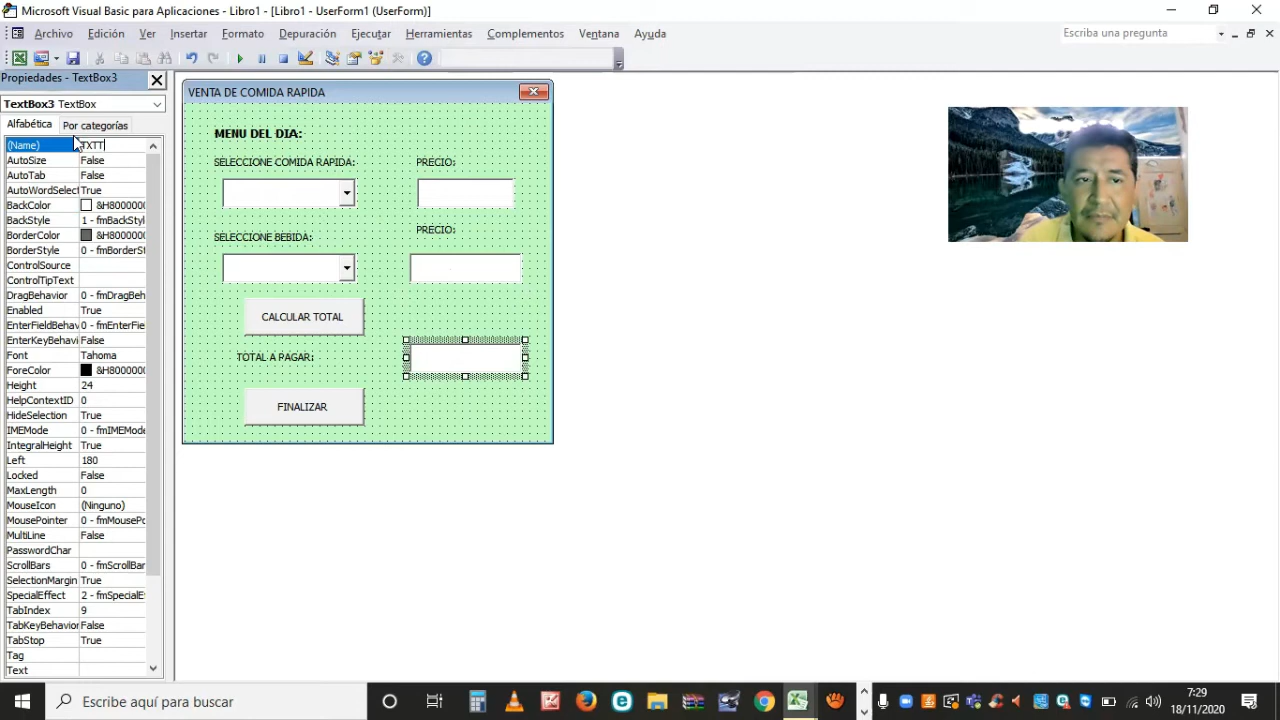 Microsoft Visual Basic para Aplicaciones - Libro1 - [Libro1 - UserForm1 (UserForm)]
Archivo Edición Ver Insertar Formato Depuración Ejecutar Herramientas Complementos Ventana Ayuda
Escriba una pregunta
Propiedades - TextBox3
TextBox3 TextBox
Alfabética Por categorías
(Name) TXTT
AutoSize False
AutoTab False
AutoWordSelect True
BackColor &H8000000
BackStyle 1 - fmBackStyl
BorderColor &H8000000
BorderStyle 0 - fmBorderSt
ControlSource
ControlTipText
DragBehavior 0 - fmDragBeh
Enabled True
EnterFieldBehav 0 - fmEnterFie
EnterKeyBehavi False
Font Tahoma
ForeColor &H8000000
Height 24
HelpContextID 0
HideSelection True
IMEMode 0 - fmIMEMode
IntegralHeight True
Left 180
Locked False
MaxLength 0
MouseIcon (Ninguno)
MousePointer 0 - fmMousePo
MultiLine False
PasswordChar
ScrollBars 0 - fmScrollBar
SelectionMargin True
SpecialEffect 2 - fmSpecialEf
TabIndex 9
TabKeyBehavior False
TabStop True
Tag
Text
VENTA DE COMIDA RAPIDA
MENU DEL DIA:
SELECCIONE COMIDA RAPIDA: PRECIO:
SELECCIONE BEBIDA: PRECIO:
CALCULAR TOTAL
TOTAL A PAGAR:
FINALIZAR
Escribe aquí para buscar
7:29
18/11/2020